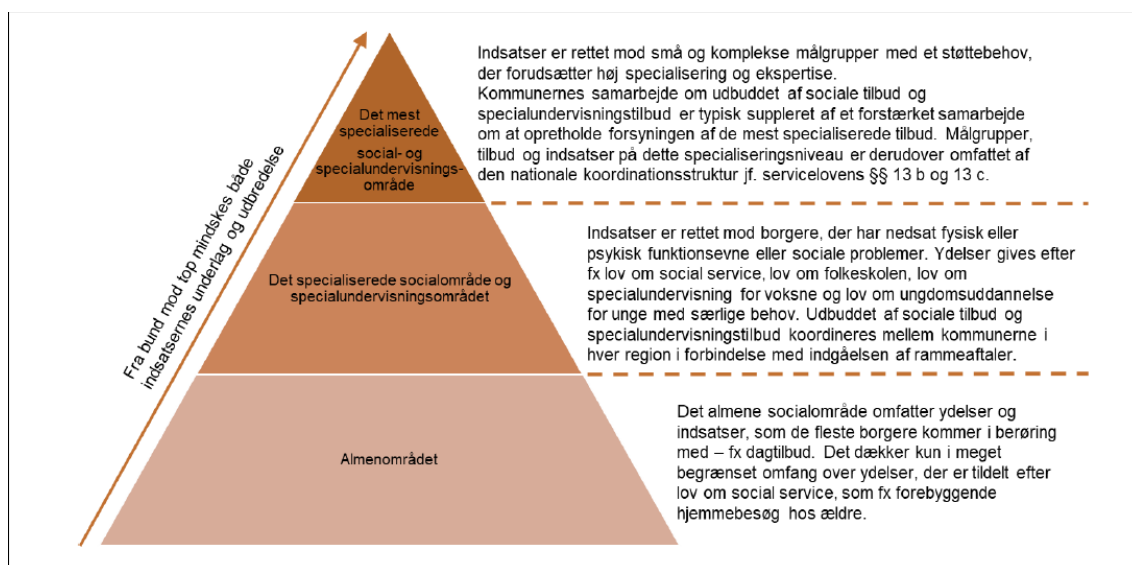 Fra bund mod top mindskes både
indsatsernes underlag og udbredelse
Det mest
specialiserede
social- og
specialundervisnings-
område
Indsatser er rettet mod små og komplekse målgrupper med et støttebehov,
der forudsætter høj specialisering og ekspertise.
Kommunernes samarbejde om udbuddet af sociale tilbud og
specialundervisningstilbud er typisk suppleret af et forstærket samarbejde
om at opretholde forsyningen af de mest specialiserede tilbud. Målgrupper,
tilbud og indsatser på dette specialiseringsniveau er derudover omfattet af
den nationale koordinationsstruktur jf. servicelovens §§ 13 b og 13 c.
Det specialiserede socialområde og
specialundervisningsområdet
Indsatser er rettet mod borgere, der har nedsat fysisk eller
psykisk funktionsevne eller sociale problemer. Ydelser gives efter
fx lov om social service, lov om folkeskolen, lov om
specialundervisning for voksne og lov om ungdomsuddannelse
for unge med særlige behov. Udbuddet af sociale tilbud og
specialundervisningstilbud koordineres mellem kommunerne i
hver region i forbindelse med indgåelsen af rammeaftaler.
Almenområdet
Det almene socialområde omfatter ydelser og
indsatser, som de fleste borgere kommer i berøring
med – fx dagtilbud. Det dækker kun i meget
begrænset omfang over ydelser, der er tildelt efter
lov om social service, som fx forebyggende
hjemmebesøg hos ældre.